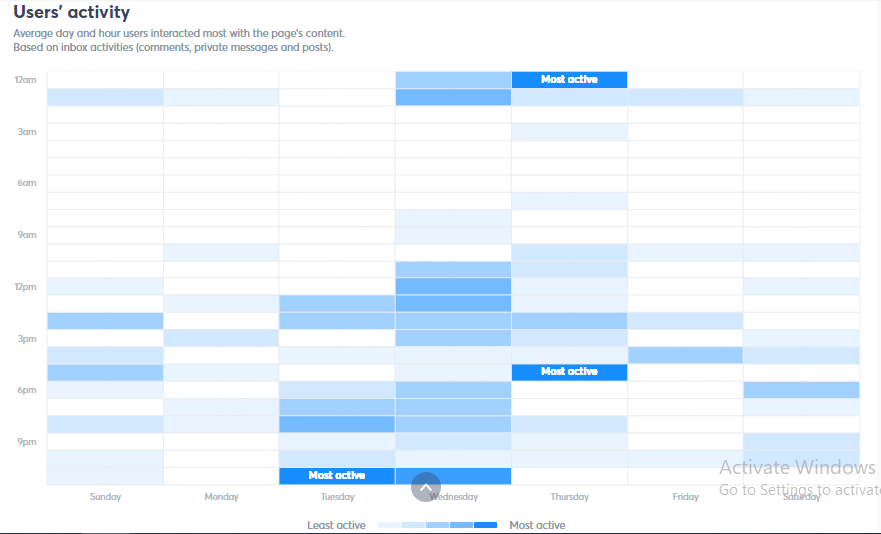 Users' activity
Average day and hour users interacted most with the page's content.
Based on inbox activities (comments, private messages and posts).
12am
Most active
3am
6am
9am
12pm
3pm
Most active
6pm
9pm
Most active
Activate Windows
Go to Settings to activate
Sunday
Monday
Tuesday
Wednesday
Thursday
Friday
Saturday
Least active
Most active